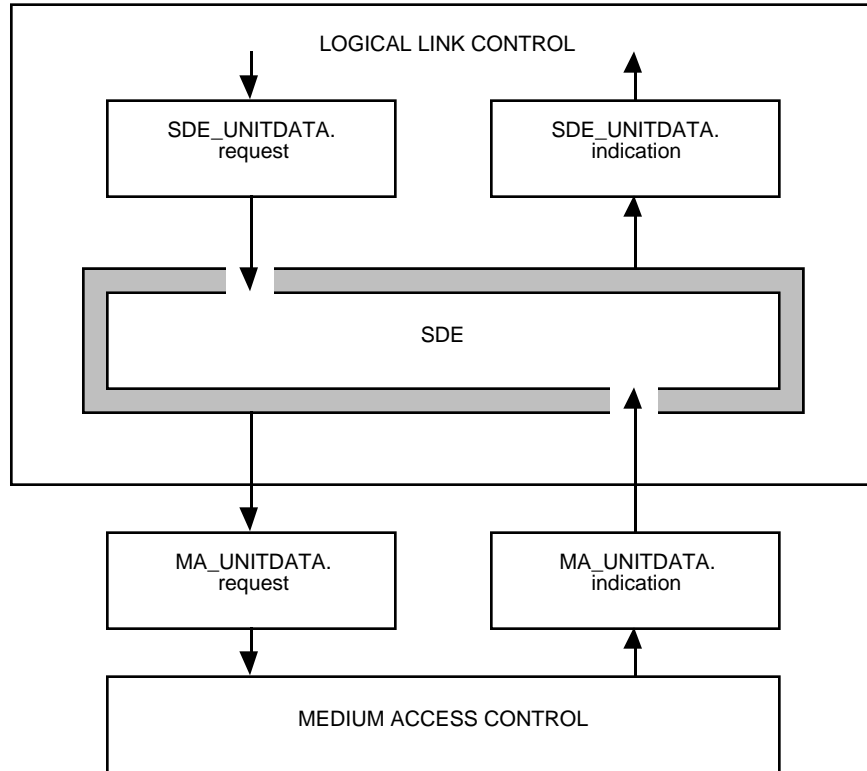 LOGICAL LINK CONTROL
SDE_UNITDATA.
request
SDE_UNITDATA.
indication
SDE
MA_UNITDATA.
request
MA_UNITDATA.
indication
MEDIUM ACCESS CONTROL